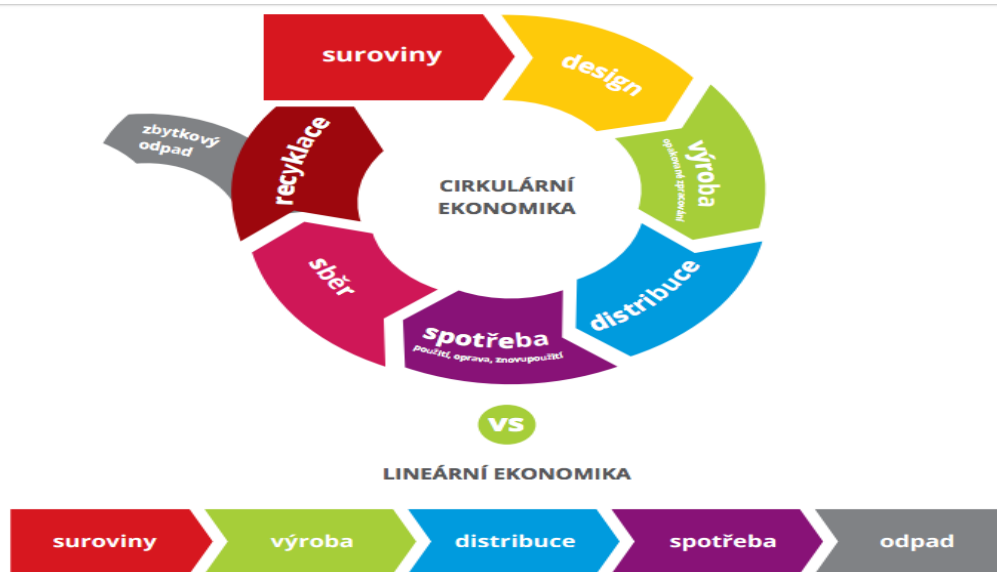 suroviny
design
výroba
opakované zpracování
distribuce
spotřeba
použití, oprava, znovupoužití
sběr
recyklace
zbytkový
odpad
CIRKULÁRNÍ
EKONOMIKA
vs
LINEÁRNÍ EKONOMIKA
suroviny
výroba
distribuce
spotřeba
odpad